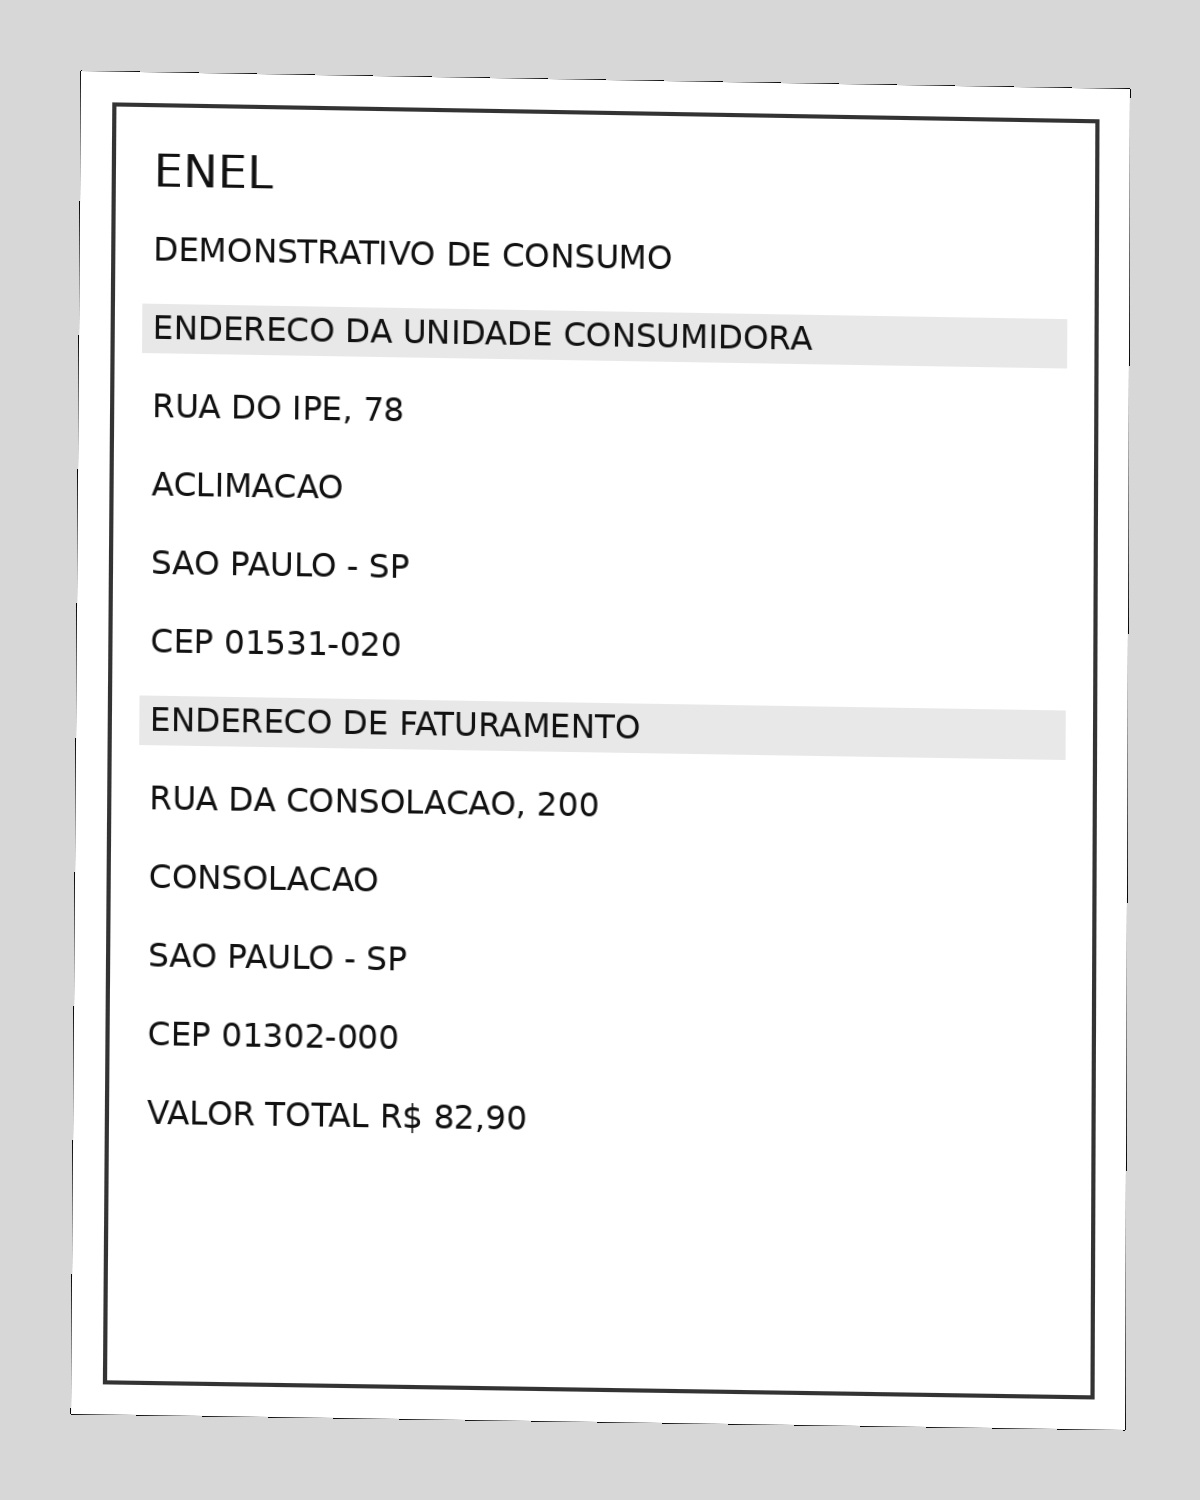 ENEL
DEMONSTRATIVO DE CONSUMO
ENDERECO DA UNIDADE CONSUMIDORA
RUA DO IPE, 78
ACLIMACAO
SAO PAULO - SP
CEP 01531-020
ENDERECO DE FATURAMENTO
RUA DA CONSOLACAO, 200
CONSOLACAO
SAO PAULO - SP
CEP 01302-000
VALOR TOTAL R$ 82,90